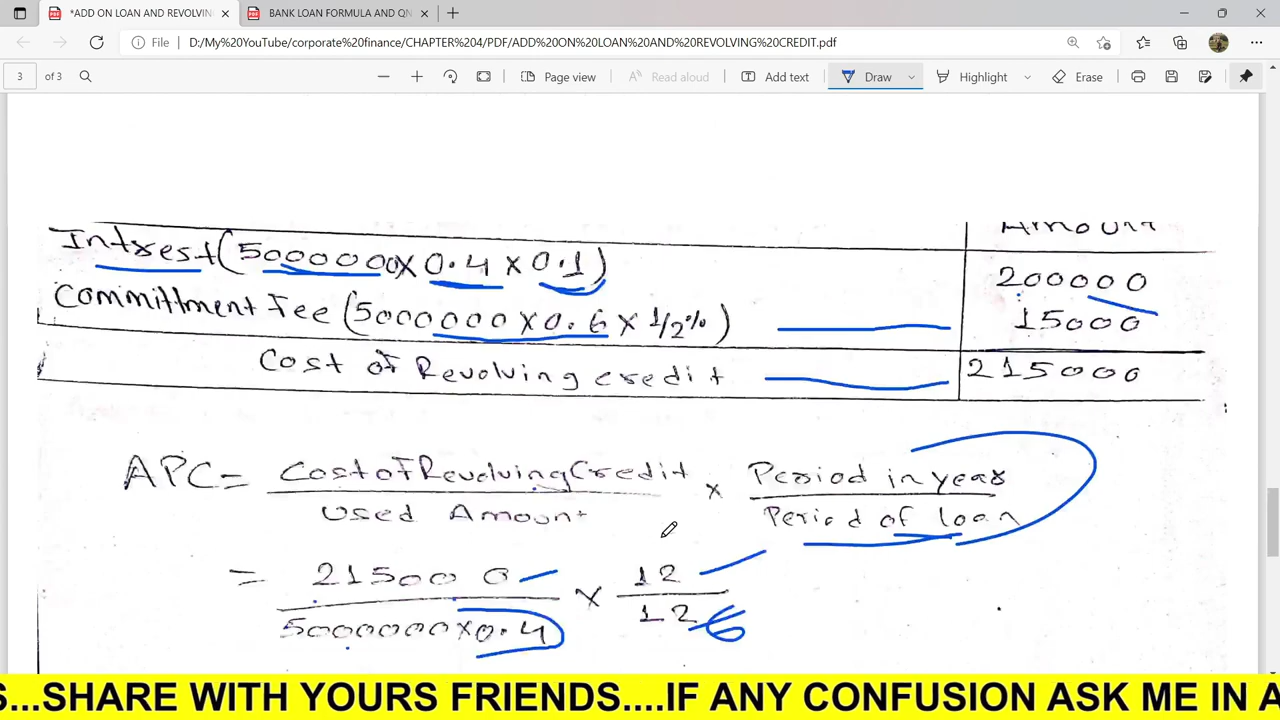 *ADD ON LOAN AND REVOLVIN
BANK LOAN FORMULA AND QN
File
D:/My%20YouTube/corporate%20finance/CHAPTER%204/PDF/ADD%20ON%20LOAN%20AND%20REVOLVING%20CREDIT.pdf
3 of 3
Page view
Read aloud
Add text
Draw
Highlight
Erase
Amount
Intrest (5000000 x 0.4 x 0.1) 200000
Committment Fee (5000000 x 0.6 x 1/2%) 15000
Cost of Revolving credit 215000
APC = Cost of Revolving Credit x Period in year
Used Amount Period of loan
= 215000 x 12
5000000 x 0.4 12 6
S...SHARE WITH YOURS FRIENDS....IF ANY CONFUSION ASK ME IN A